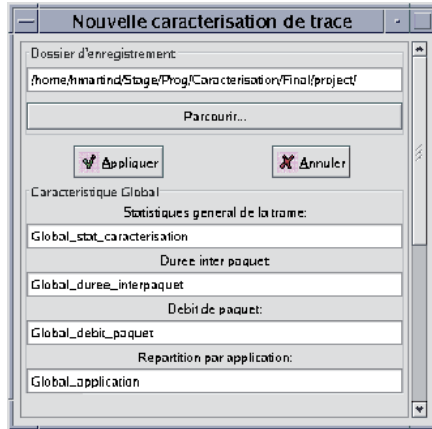 Nouvelle caracterisation de trace
Dossier d'enregistrement
/home/hmartind/Stage/Prog/Caracterisation/Final/project/
Parcourir...
Appliquer
Annuler
Caracteristique Global
Statistiques general de la trame:
Global_stat_caracterisation
Duree inter paquet:
Global_duree_interpaquet
Debit de paquet:
Global_debit_paquet
Repartition par application:
Global_application